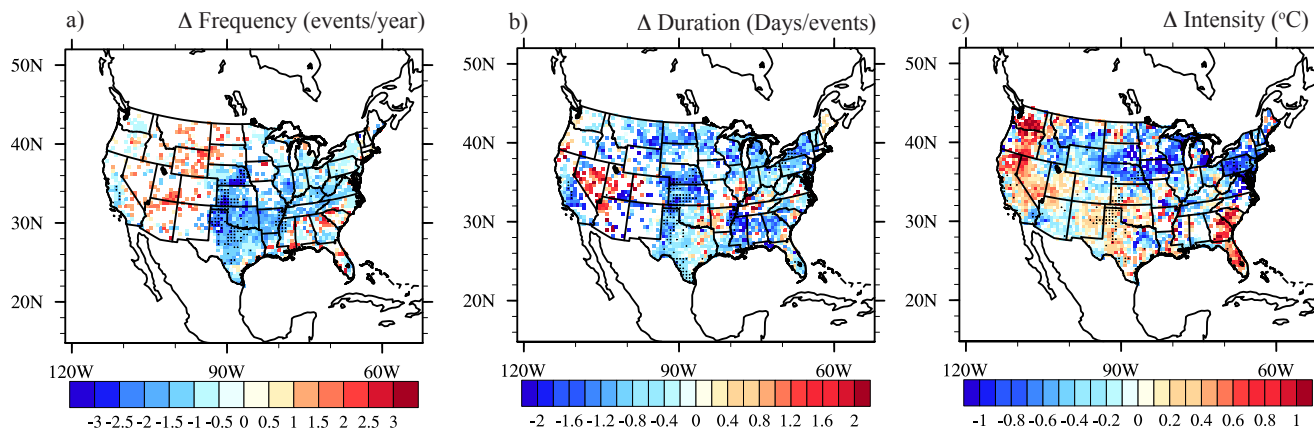 a) Δ Frequency (events/year)
b) Δ Duration (Days/events)
c) Δ Intensity (°C)
50N 50N 50N
40N 40N 40N
30N 30N 30N
20N 20N 20N
120W 90W 60W 120W 90W 60W 120W 90W 60W
-3 -2.5 -2 -1.5 -1 -0.5 0 0.5 1 1.5 2 2.5 3
-2 -1.6 -1.2 -0.8 -0.4 0 0.4 0.8 1.2 1.6 2
-1 -0.8 -0.6 -0.4 -0.2 0 0.2 0.4 0.6 0.8 1